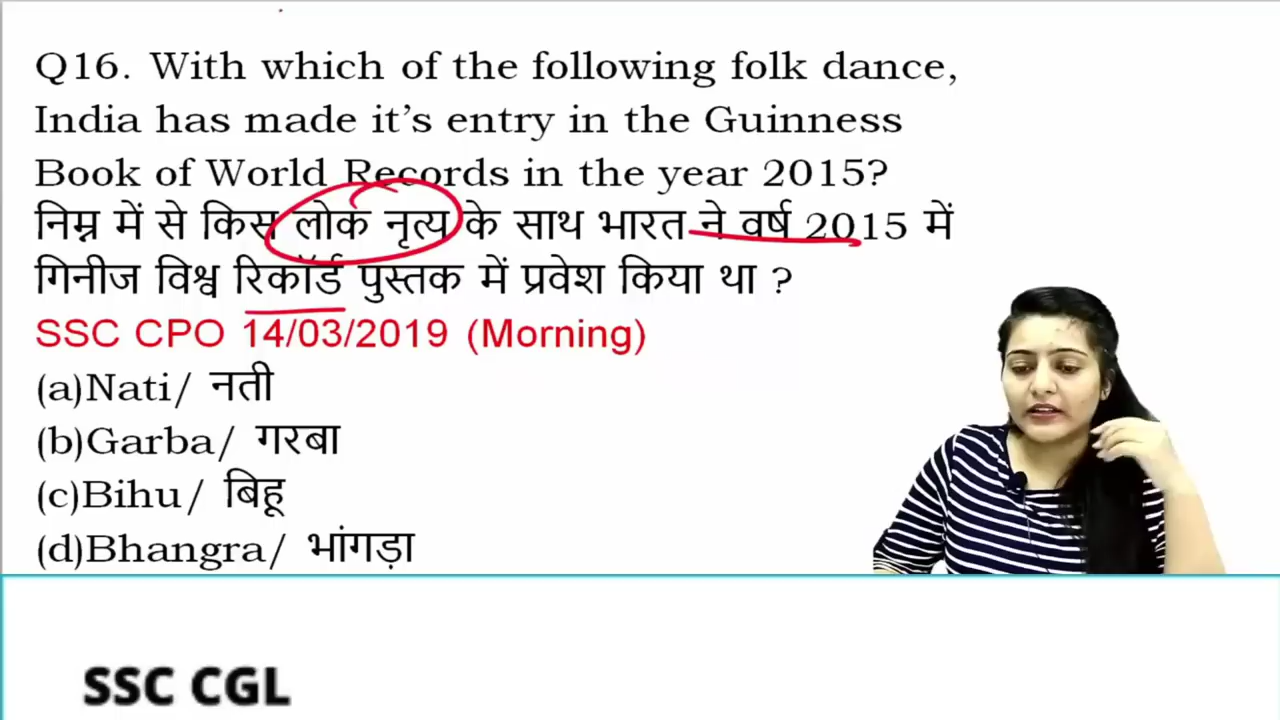 Q16. With which of the following folk dance,
India has made it's entry in the Guinness
Book of World Records in the year 2015?
निम्न में से किस लोक नृत्य के साथ भारत ने वर्ष 2015 में
गिनीज विश्व रिकॉर्ड पुस्तक में प्रवेश किया था ?
SSC CPO 14/03/2019 (Morning)
(a)Nati/ नती
(b)Garba/ गरबा
(c)Bihu/ बिहू
(d)Bhangra/ भांगड़ा
SSC CGL